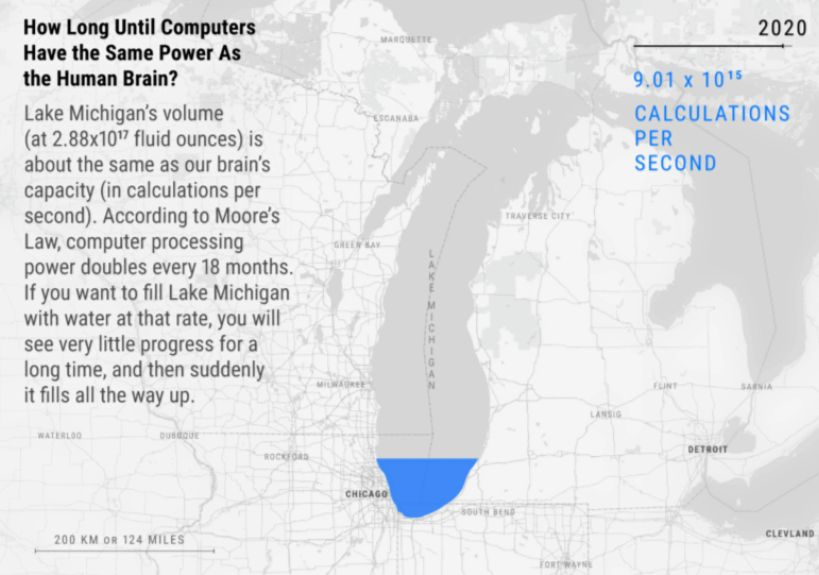 How Long Until Computers
Have the Same Power As
the Human Brain?
Lake Michigan's volume
(at 2.88x10¹⁷ fluid ounces) is
about the same as our brain's
capacity (in calculations per
second). According to Moore's
Law, computer processing
power doubles every 18 months.
If you want to fill Lake Michigan
with water at that rate, you will
see very little progress for a
long time, and then suddenly
it fills all the way up.
2020
9.01 x 10¹⁵
CALCULATIONS
PER
SECOND
MARQUETTE
ESCANABA
TRAVERSE CITY
GREEN BAY
LAKE MICHIGAN
MILWAUKEE
FLINT
SARNIA
LANSIG
WATERLOO
DUBUQUE
ROCKFORD
DETROIT
CHICAGO
SOUTH BEND
CLEVLAND
200 KM OR 124 MILES
FORT WAYNE